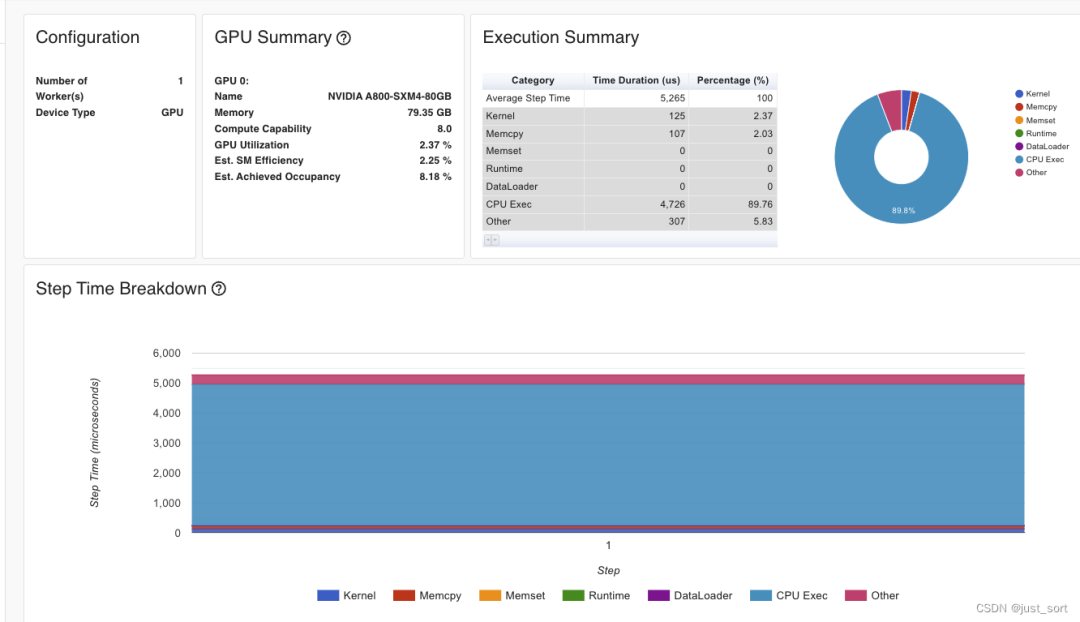 Configuration
Number of Worker(s) 1
Device Type GPU
GPU Summary ?
GPU 0:
Name NVIDIA A800-SXM4-80GB
Memory 79.35 GB
Compute Capability 8.0
GPU Utilization 2.37 %
Est. SM Efficiency 2.25 %
Est. Achieved Occupancy 8.18 %
Execution Summary
Category Time Duration (us) Percentage (%)
Average Step Time 5,265 100
Kernel 125 2.37
Memcpy 107 2.03
Memset 0 0
Runtime 0 0
DataLoader 0 0
CPU Exec 4,726 89.76
Other 307 5.83
89.8%
Kernel
Memcpy
Memset
Runtime
DataLoader
CPU Exec
Other
Step Time Breakdown ?
Step Time (microseconds)
6,000
5,000
4,000
3,000
2,000
1,000
0
1
Step
Kernel Memcpy Memset Runtime DataLoader CPU Exec Other
CSDN @just_sort